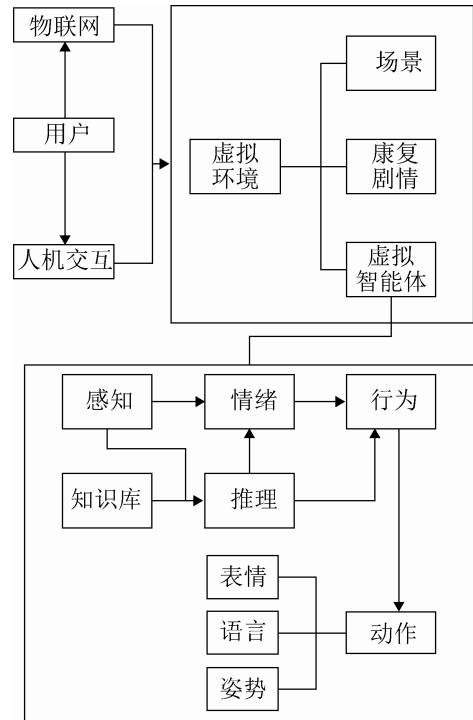 物联网
场景
用户
虚拟
环境
康复
剧情
人机交互
虚拟
智能体
感知
情绪
行为
知识库
推理
表情
语言
动作
姿势